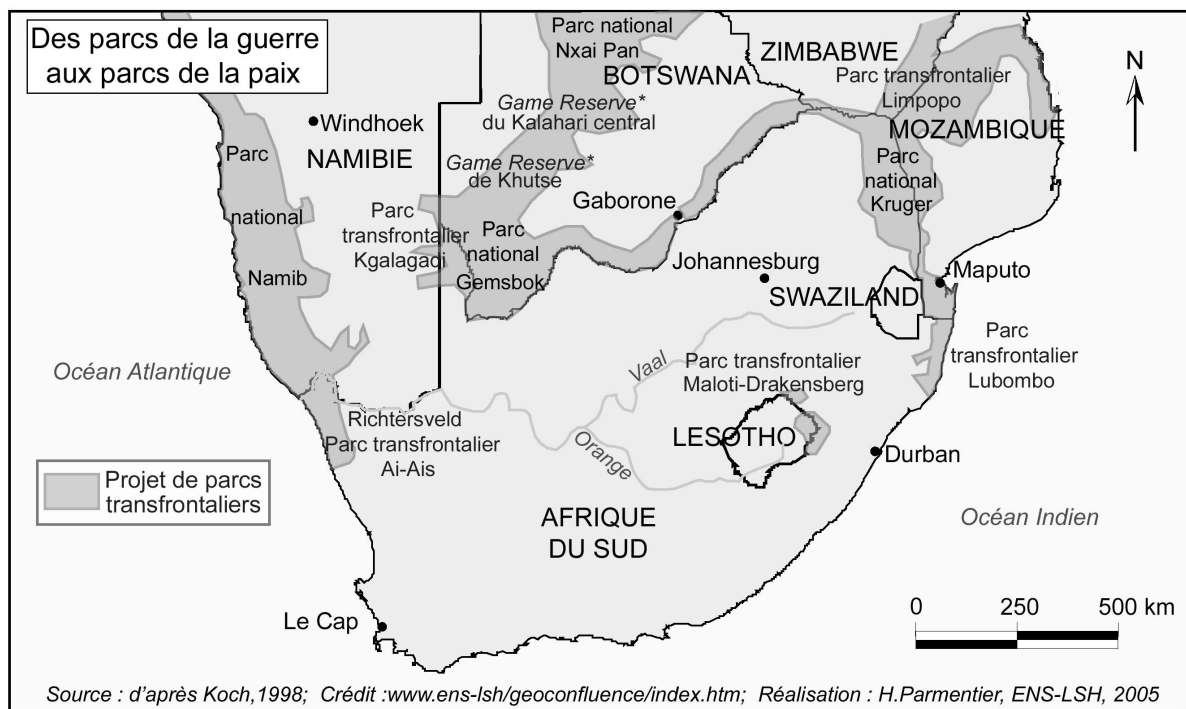 Des parcs de la guerre
aux parcs de la paix
Parc national
Nxai Pan
BOTSWANA
ZIMBABWE
Parc transfrontalier
Limpopo
MOZAMBIQUE
N
Game Reserve*
du Kalahari central
Windhoek
NAMIBIE
Parc
national
Namib
Game Reserve*
de Khutse
Parc
national
Kruger
Gaborone
Parc
transfrontalier
Kgalagadi
Parc
national
Gemsbok
Johannesburg
SWAZILAND
Maputo
Parc
transfrontalier
Lubombo
Océan Atlantique
Vaal
Parc transfrontalier
Maloti-Drakensberg
Richtersveld
Parc transfrontalier
Ai-Ais
LESOTHO
Orange
Durban
Projet de parcs
transfrontaliers
AFRIQUE
DU SUD
Océan Indien
Le Cap
0 250 500 km
Source : d'après Koch,1998; Crédit :www.ens-lsh/geoconfluence/index.htm; Réalisation : H.Parmentier, ENS-LSH, 2005